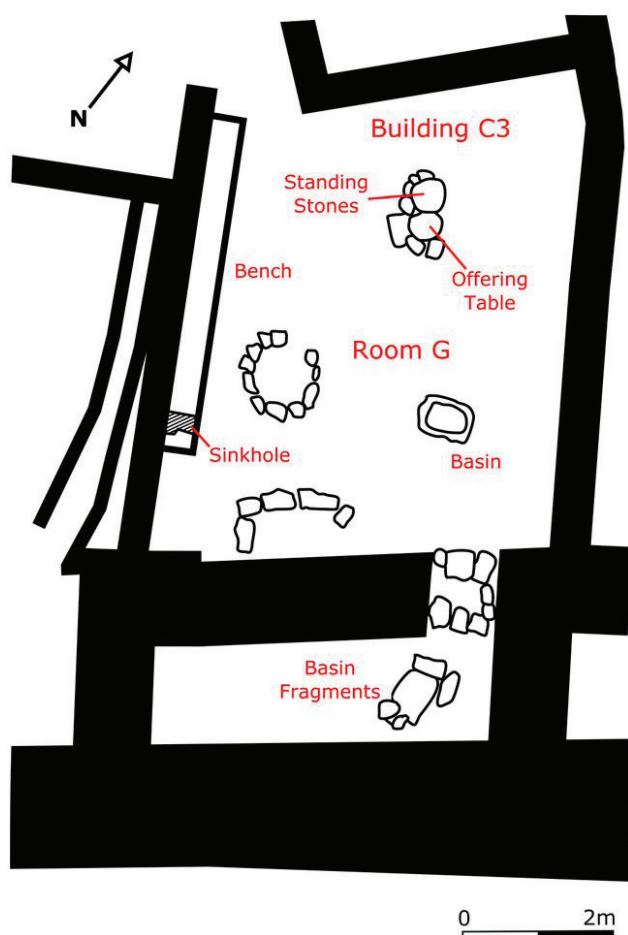 N
Building C3
Standing
Stones
Offering
Table
Bench
Room G
Sinkhole
Basin
Basin
Fragments
0
2m